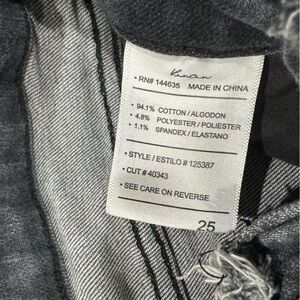 KanCan
• RN# 144635 MADE IN CHINA
• 94.1% COTTON / ALGODON
• 4.8% POLYESTER / POLIESTER
• 1.1% SPANDEX / ELASTANO
• STYLE / ESTILO # 125387
• CUT # 40343
• SEE CARE ON REVERSE
25